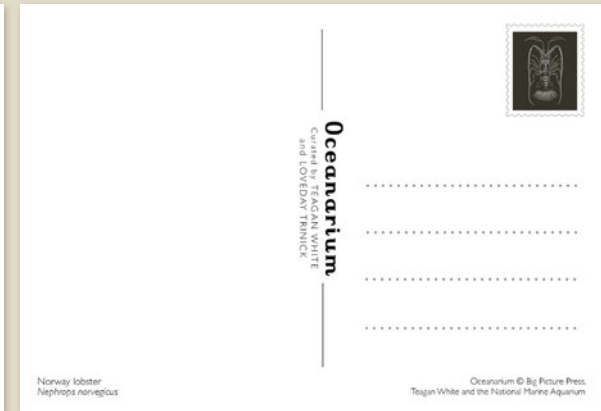 Oceanarium
Curated by TEAGAN WHITE
and LOVEDAY TRINICK
Norway lobster
Nephrops norvegicus
Oceanarium © Big Picture Press,
Teagan White and the National Marine Aquarium